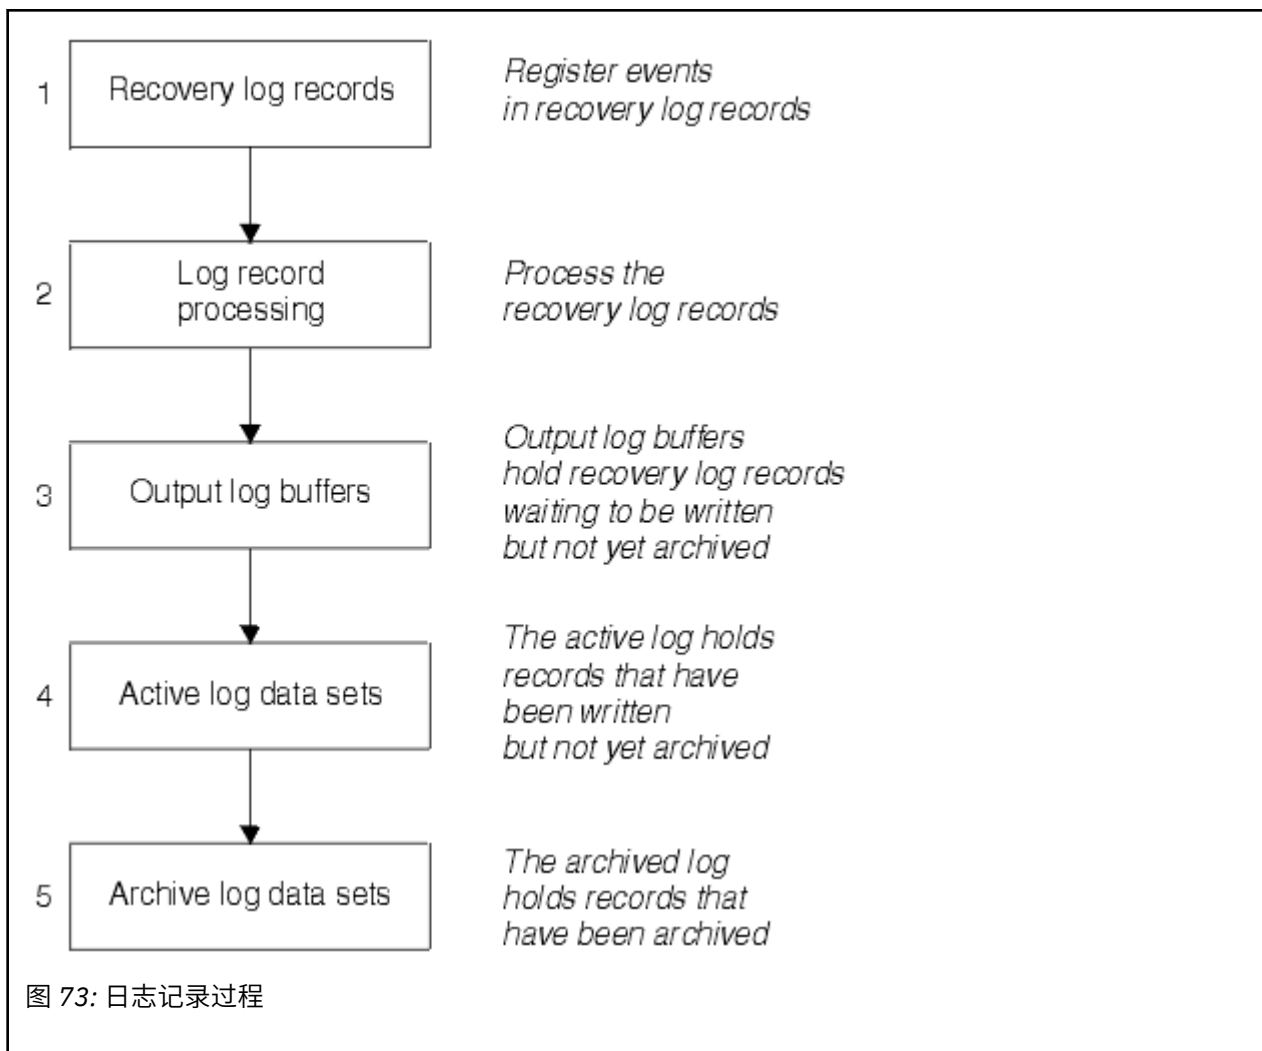 1
Recovery log records
Register events
in recovery log records
2
Log record
processing
Process the
recovery log records
3
Output log buffers
Output log buffers
hold recovery log records
waiting to be written
but not yet archived
4
Active log data sets
The active log holds
records that have
been written
but not yet archived
5
Archive log data sets
The archived log
holds records that
have been archived
图 73: 日志记录过程